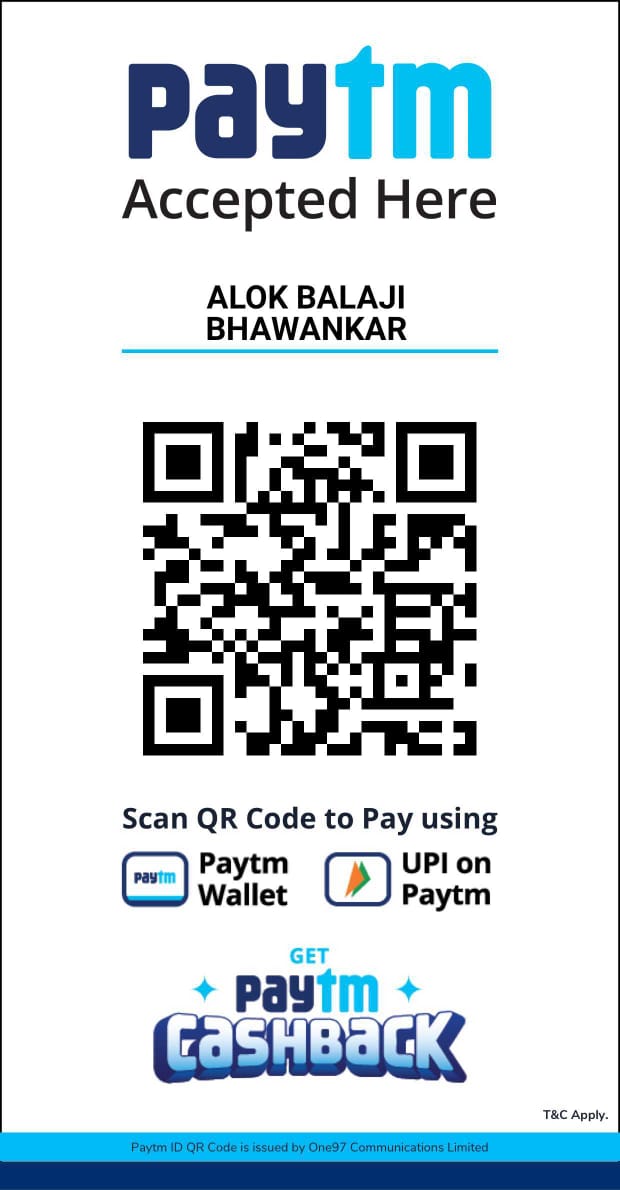 paytm
Accepted Here
ALOK BALAJI
BHAWANKAR
Scan QR Code to Pay using
paytm
Paytm
Wallet
UPI on
Paytm
GET
paytm
CASHBACK
T&C Apply.
Paytm ID QR Code is issued by One97 Communications Limited